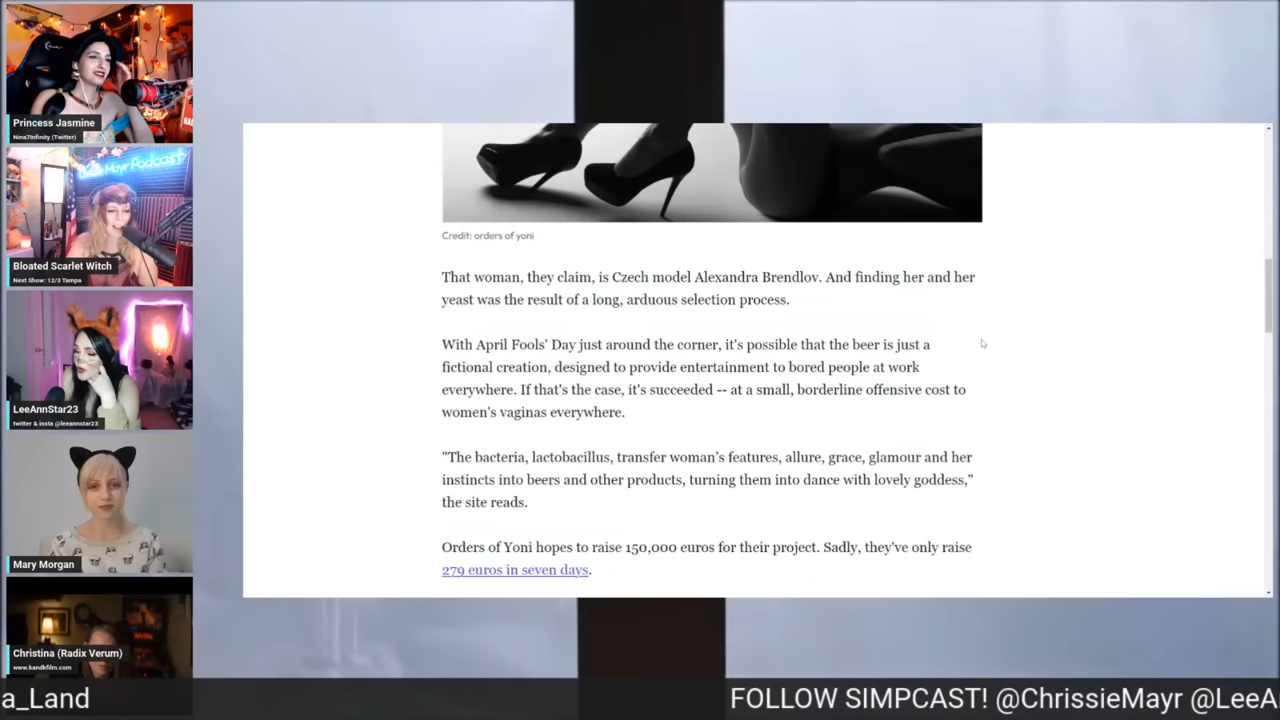 Princess Jasmine
Nina7Infinity (Twitter)
Bloated Scarlet Witch
Next Show: 12/3 Tampa
LeeAnnStar23
twitter & insta @leeannstar23
Mary Morgan
Christina (Radix Verum)
www.kandkfilm.com
Credit: orders of yoni
That woman, they claim, is Czech model Alexandra Brendlov. And finding her and her
yeast was the result of a long, arduous selection process.
With April Fools' Day just around the corner, it's possible that the beer is just a
fictional creation, designed to provide entertainment to bored people at work
everywhere. If that's the case, it's succeeded -- at a small, borderline offensive cost to
women's vaginas everywhere.
"The bacteria, lactobacillus, transfer woman's features, allure, grace, glamour and her
instincts into beers and other products, turning them into dance with lovely goddess,"
the site reads.
Orders of Yoni hopes to raise 150,000 euros for their project. Sadly, they've only raise
279 euros in seven days.
a_Land
FOLLOW SIMPCAST! @ChrissieMayr @LeeA